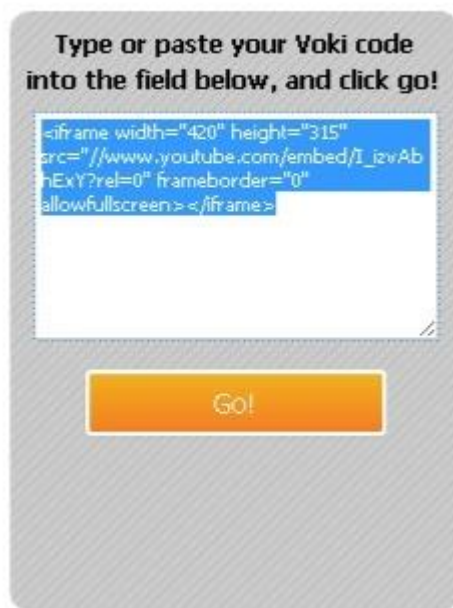 Type or paste your Voki code
into the field below, and click go!
<iframe width="420" height="315"
src="//www.youtube.com/embed/I_izvAb
hExY?rel=0" frameborder="0"
allowfullscreen></iframe>
Go!